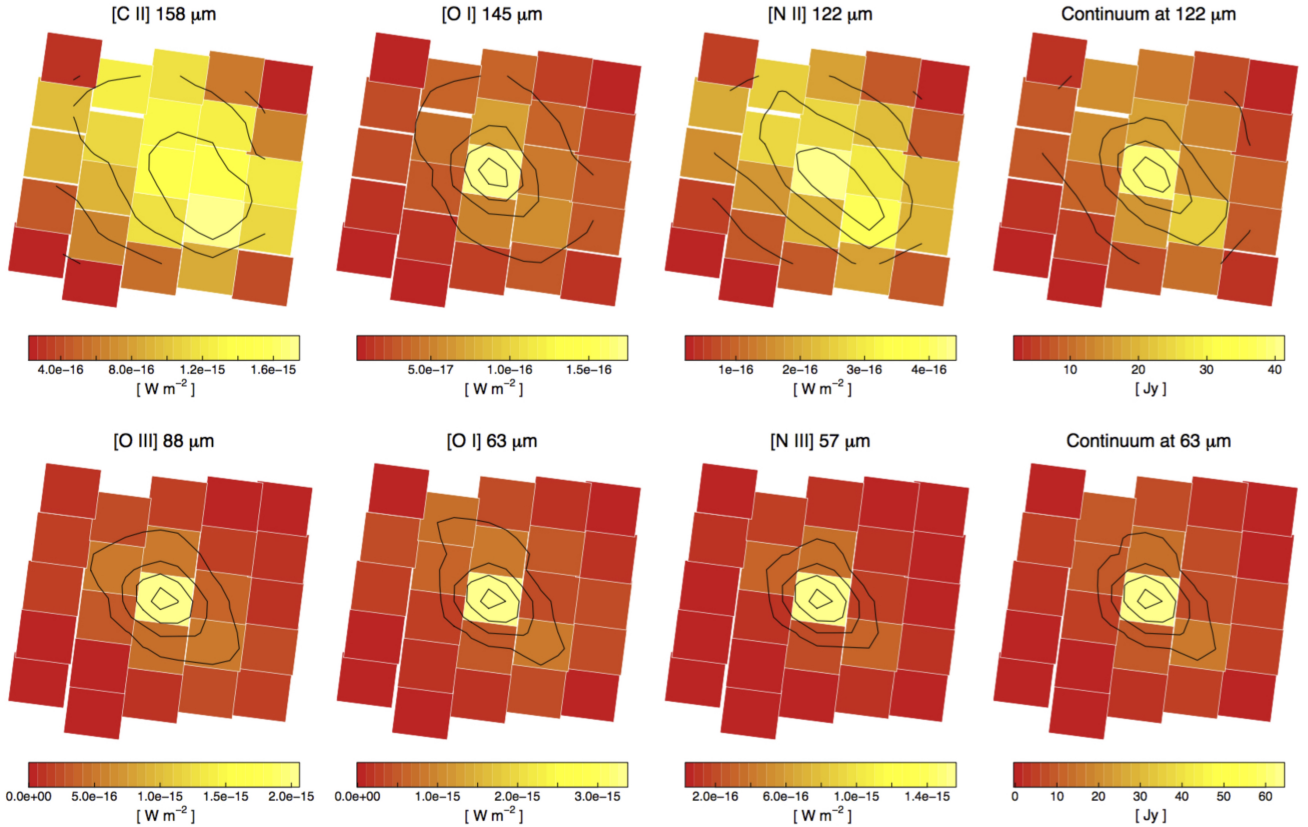 [C II] 158 μm [O I] 145 μm [N II] 122 μm Continuum at 122 μm
4.0e-16 8.0e-16 1.2e-15 1.6e-15 5.0e-17 1.0e-16 1.5e-16 1e-16 2e-16 3e-16 4e-16 10 20 30 40
[ W m⁻² ] [ W m⁻² ] [ W m⁻² ] [ Jy ]
[O III] 88 μm [O I] 63 μm [N III] 57 μm Continuum at 63 μm
0.0e+00 5.0e-16 1.0e-15 1.5e-15 2.0e-15 0.0e+00 1.0e-15 2.0e-15 3.0e-15 2.0e-16 6.0e-16 1.0e-15 1.4e-15 0 10 20 30 40 50 60
[ W m⁻² ] [ W m⁻² ] [ W m⁻² ] [ Jy ]